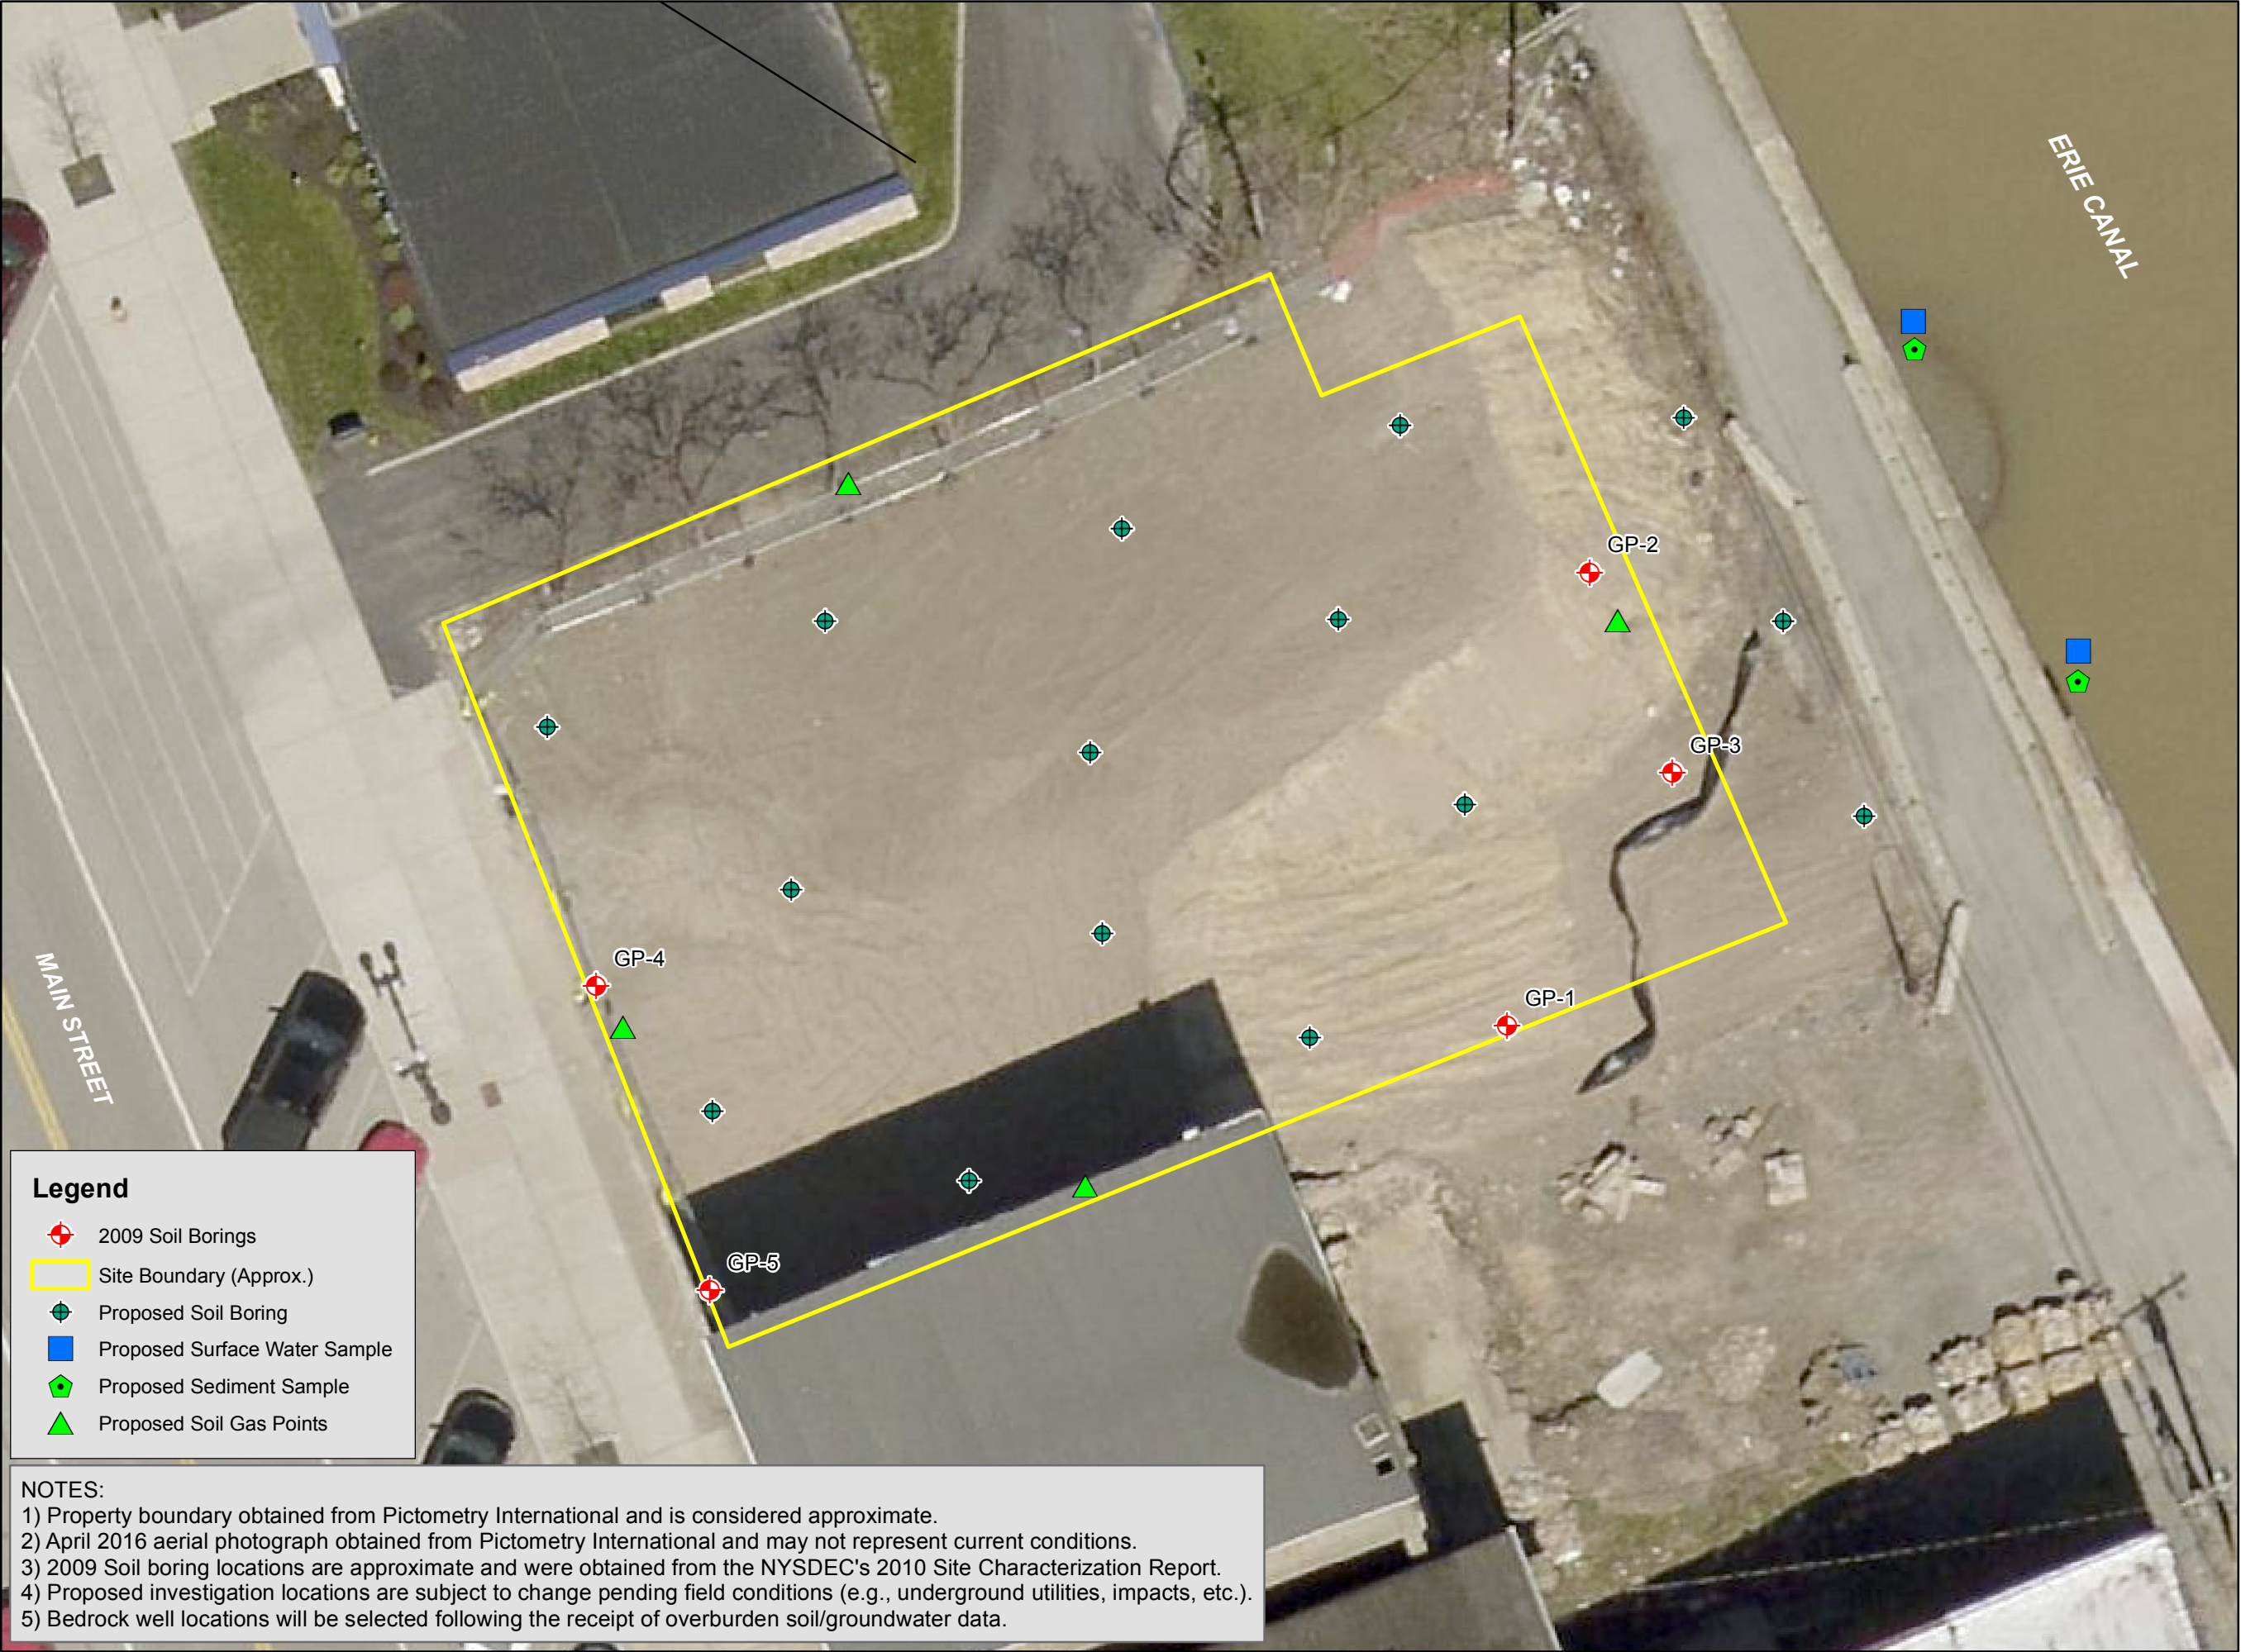 ERIE CANAL
GP-2
GP-3
GP-4
GP-1
MAIN STREET
GP-5
Legend
2009 Soil Borings
Site Boundary (Approx.)
Proposed Soil Boring
Proposed Surface Water Sample
Proposed Sediment Sample
Proposed Soil Gas Points
NOTES:
1) Property boundary obtained from Pictometry International and is considered approximate.
2) April 2016 aerial photograph obtained from Pictometry International and may not represent current conditions.
3) 2009 Soil boring locations are approximate and were obtained from the NYSDEC's 2010 Site Characterization Report.
4) Proposed investigation locations are subject to change pending field conditions (e.g., underground utilities, impacts, etc.).
5) Bedrock well locations will be selected following the receipt of overburden soil/groundwater data.